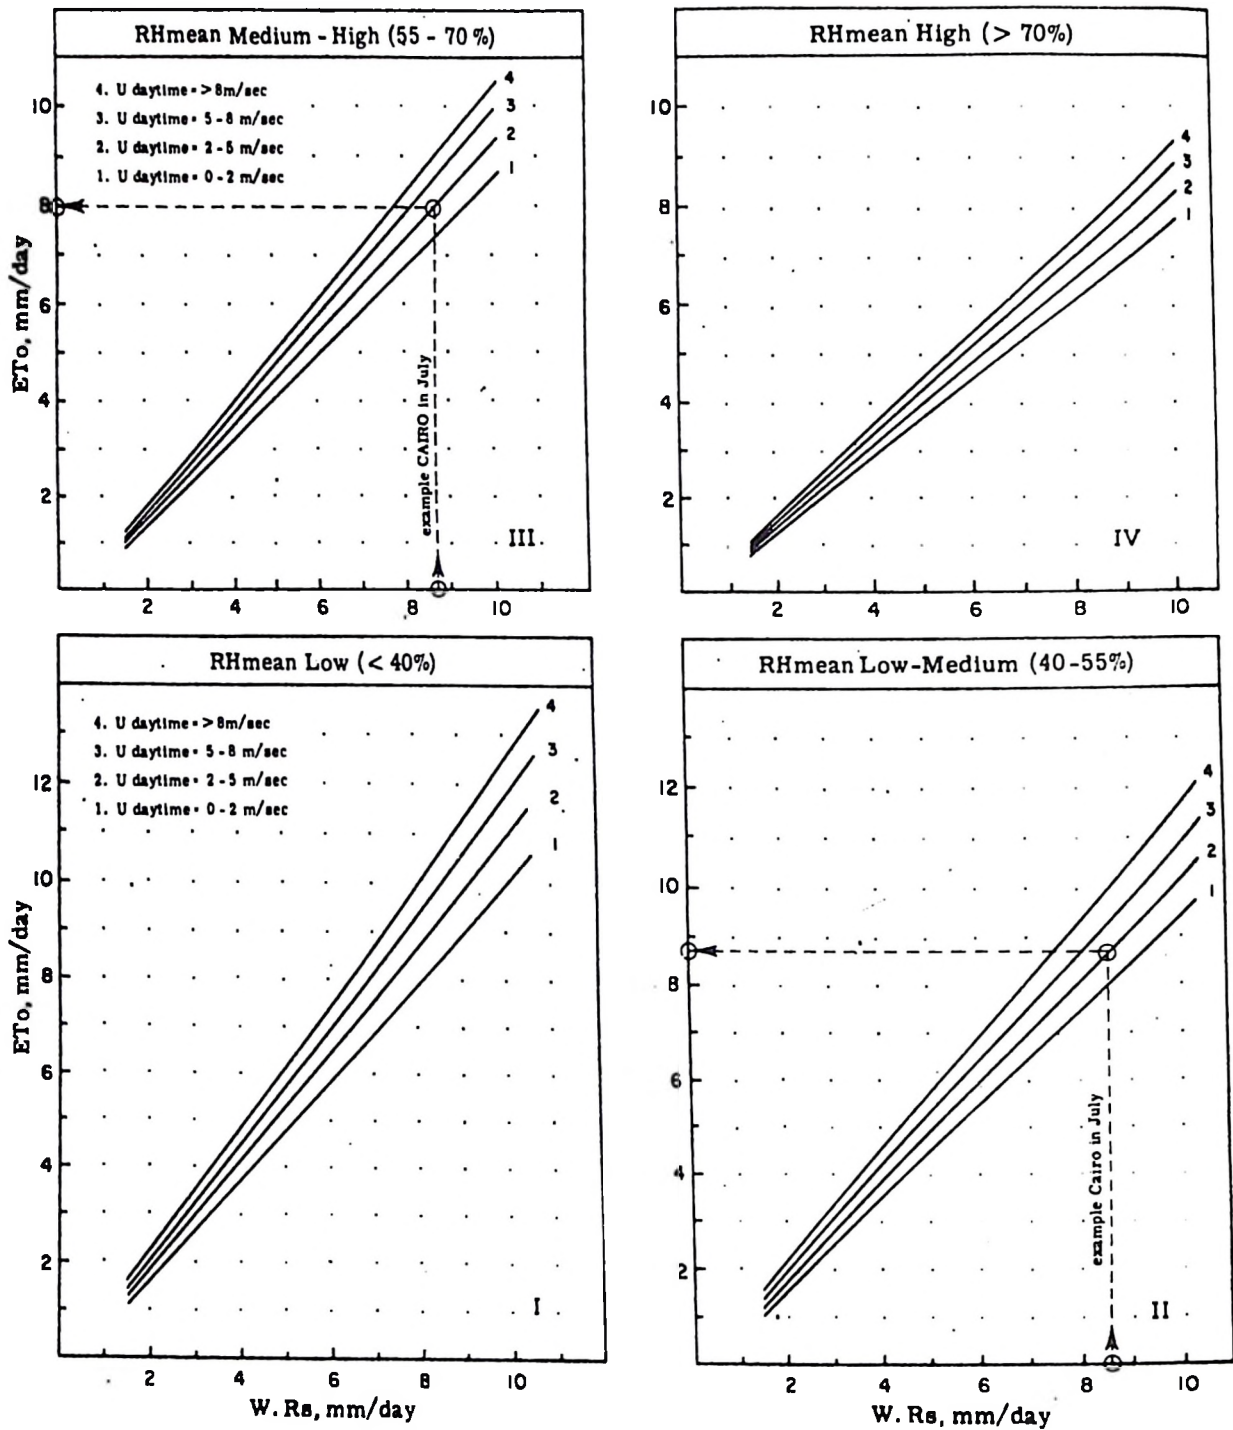 RHmean Medium - High (55 - 70 %)
4. U daytime = >8m/sec
3. U daytime = 5 - 8 m/sec
2. U daytime = 2 - 5 m/sec
1. U daytime = 0 - 2 m/sec
4
3
2
1
10
8
6
4
2
ETo, mm/day
example CAIRO in July
III
2 4 6 8 10
RHmean High (> 70%)
4
3
2
1
10
8
6
4
2
IV
2 4 6 8 10
RHmean Low (< 40%)
4. U daytime = >8m/sec
3. U daytime = 5 - 8 m/sec
2. U daytime = 2 - 5 m/sec
1. U daytime = 0 - 2 m/sec
4
3
2
1
12
10
8
6
4
2
ETo, mm/day
I
2 4 6 8 10
W. Rs, mm/day
RHmean Low-Medium (40-55%)
4
3
2
1
12
10
8
6
4
2
example Cairo in July
II
2 4 6 8 10
W. Rs, mm/day